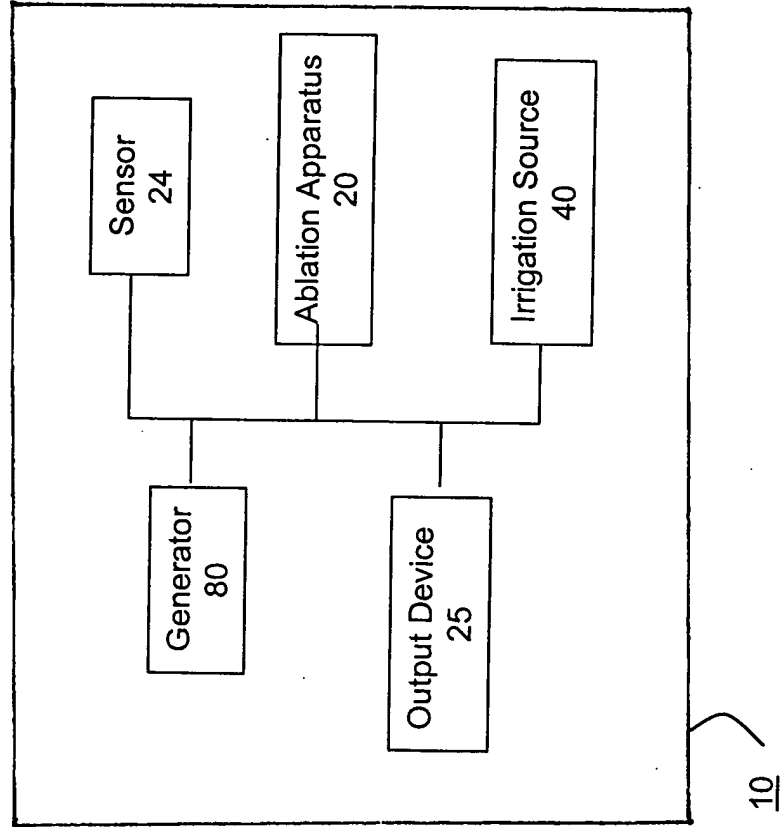 Generator
80
Output Device
25
Sensor
24
Ablation Apparatus
20
Irrigation Source
40
10